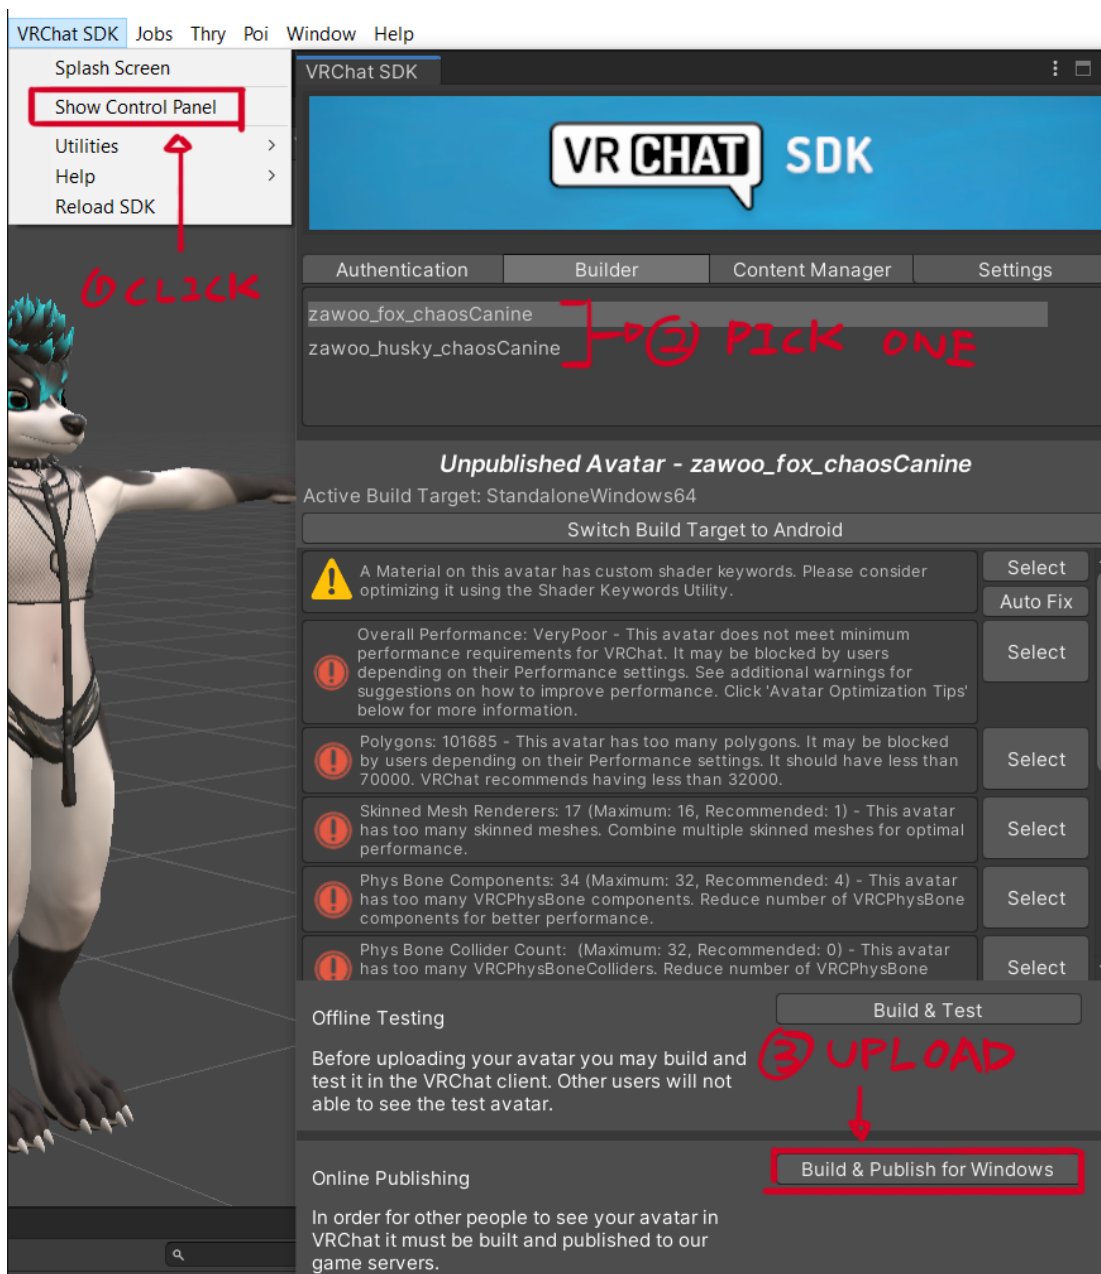 VRChat SDK Jobs Thry Poi Window Help
Splash Screen
Show Control Panel
Utilities
Help
Reload SDK
① CLICK
VRChat SDK
VR CHAT SDK
Authentication Builder Content Manager Settings
zawoo_fox_chaosCanine
zawoo_husky_chaosCanine
② PICK ONE
Unpublished Avatar - zawoo_fox_chaosCanine
Active Build Target: StandaloneWindows64
Switch Build Target to Android
A Material on this avatar has custom shader keywords. Please consider
optimizing it using the Shader Keywords Utility.
Select
Auto Fix
Overall Performance: VeryPoor - This avatar does not meet minimum
performance requirements for VRChat. It may be blocked by users
depending on their Performance settings. See additional warnings for
suggestions on how to improve performance. Click 'Avatar Optimization Tips'
below for more information.
Select
Polygons: 101685 - This avatar has too many polygons. It may be blocked
by users depending on their Performance settings. It should have less than
70000. VRChat recommends having less than 32000.
Select
Skinned Mesh Renderers: 17 (Maximum: 16, Recommended: 1) - This avatar
has too many skinned meshes. Combine multiple skinned meshes for optimal
performance.
Select
Phys Bone Components: 34 (Maximum: 32, Recommended: 4) - This avatar
has too many VRCPhysBone components. Reduce number of VRCPhysBone
components for better performance.
Select
Phys Bone Collider Count:  (Maximum: 32, Recommended: 0) - This avatar
has too many VRCPhysBoneColliders. Reduce number of VRCPhysBone
Select
Offline Testing
Build & Test
Before uploading your avatar you may build and
test it in the VRChat client. Other users will not
able to see the test avatar.
③ UPLOAD
Online Publishing
Build & Publish for Windows
In order for other people to see your avatar in
VRChat it must be built and published to our
game servers.